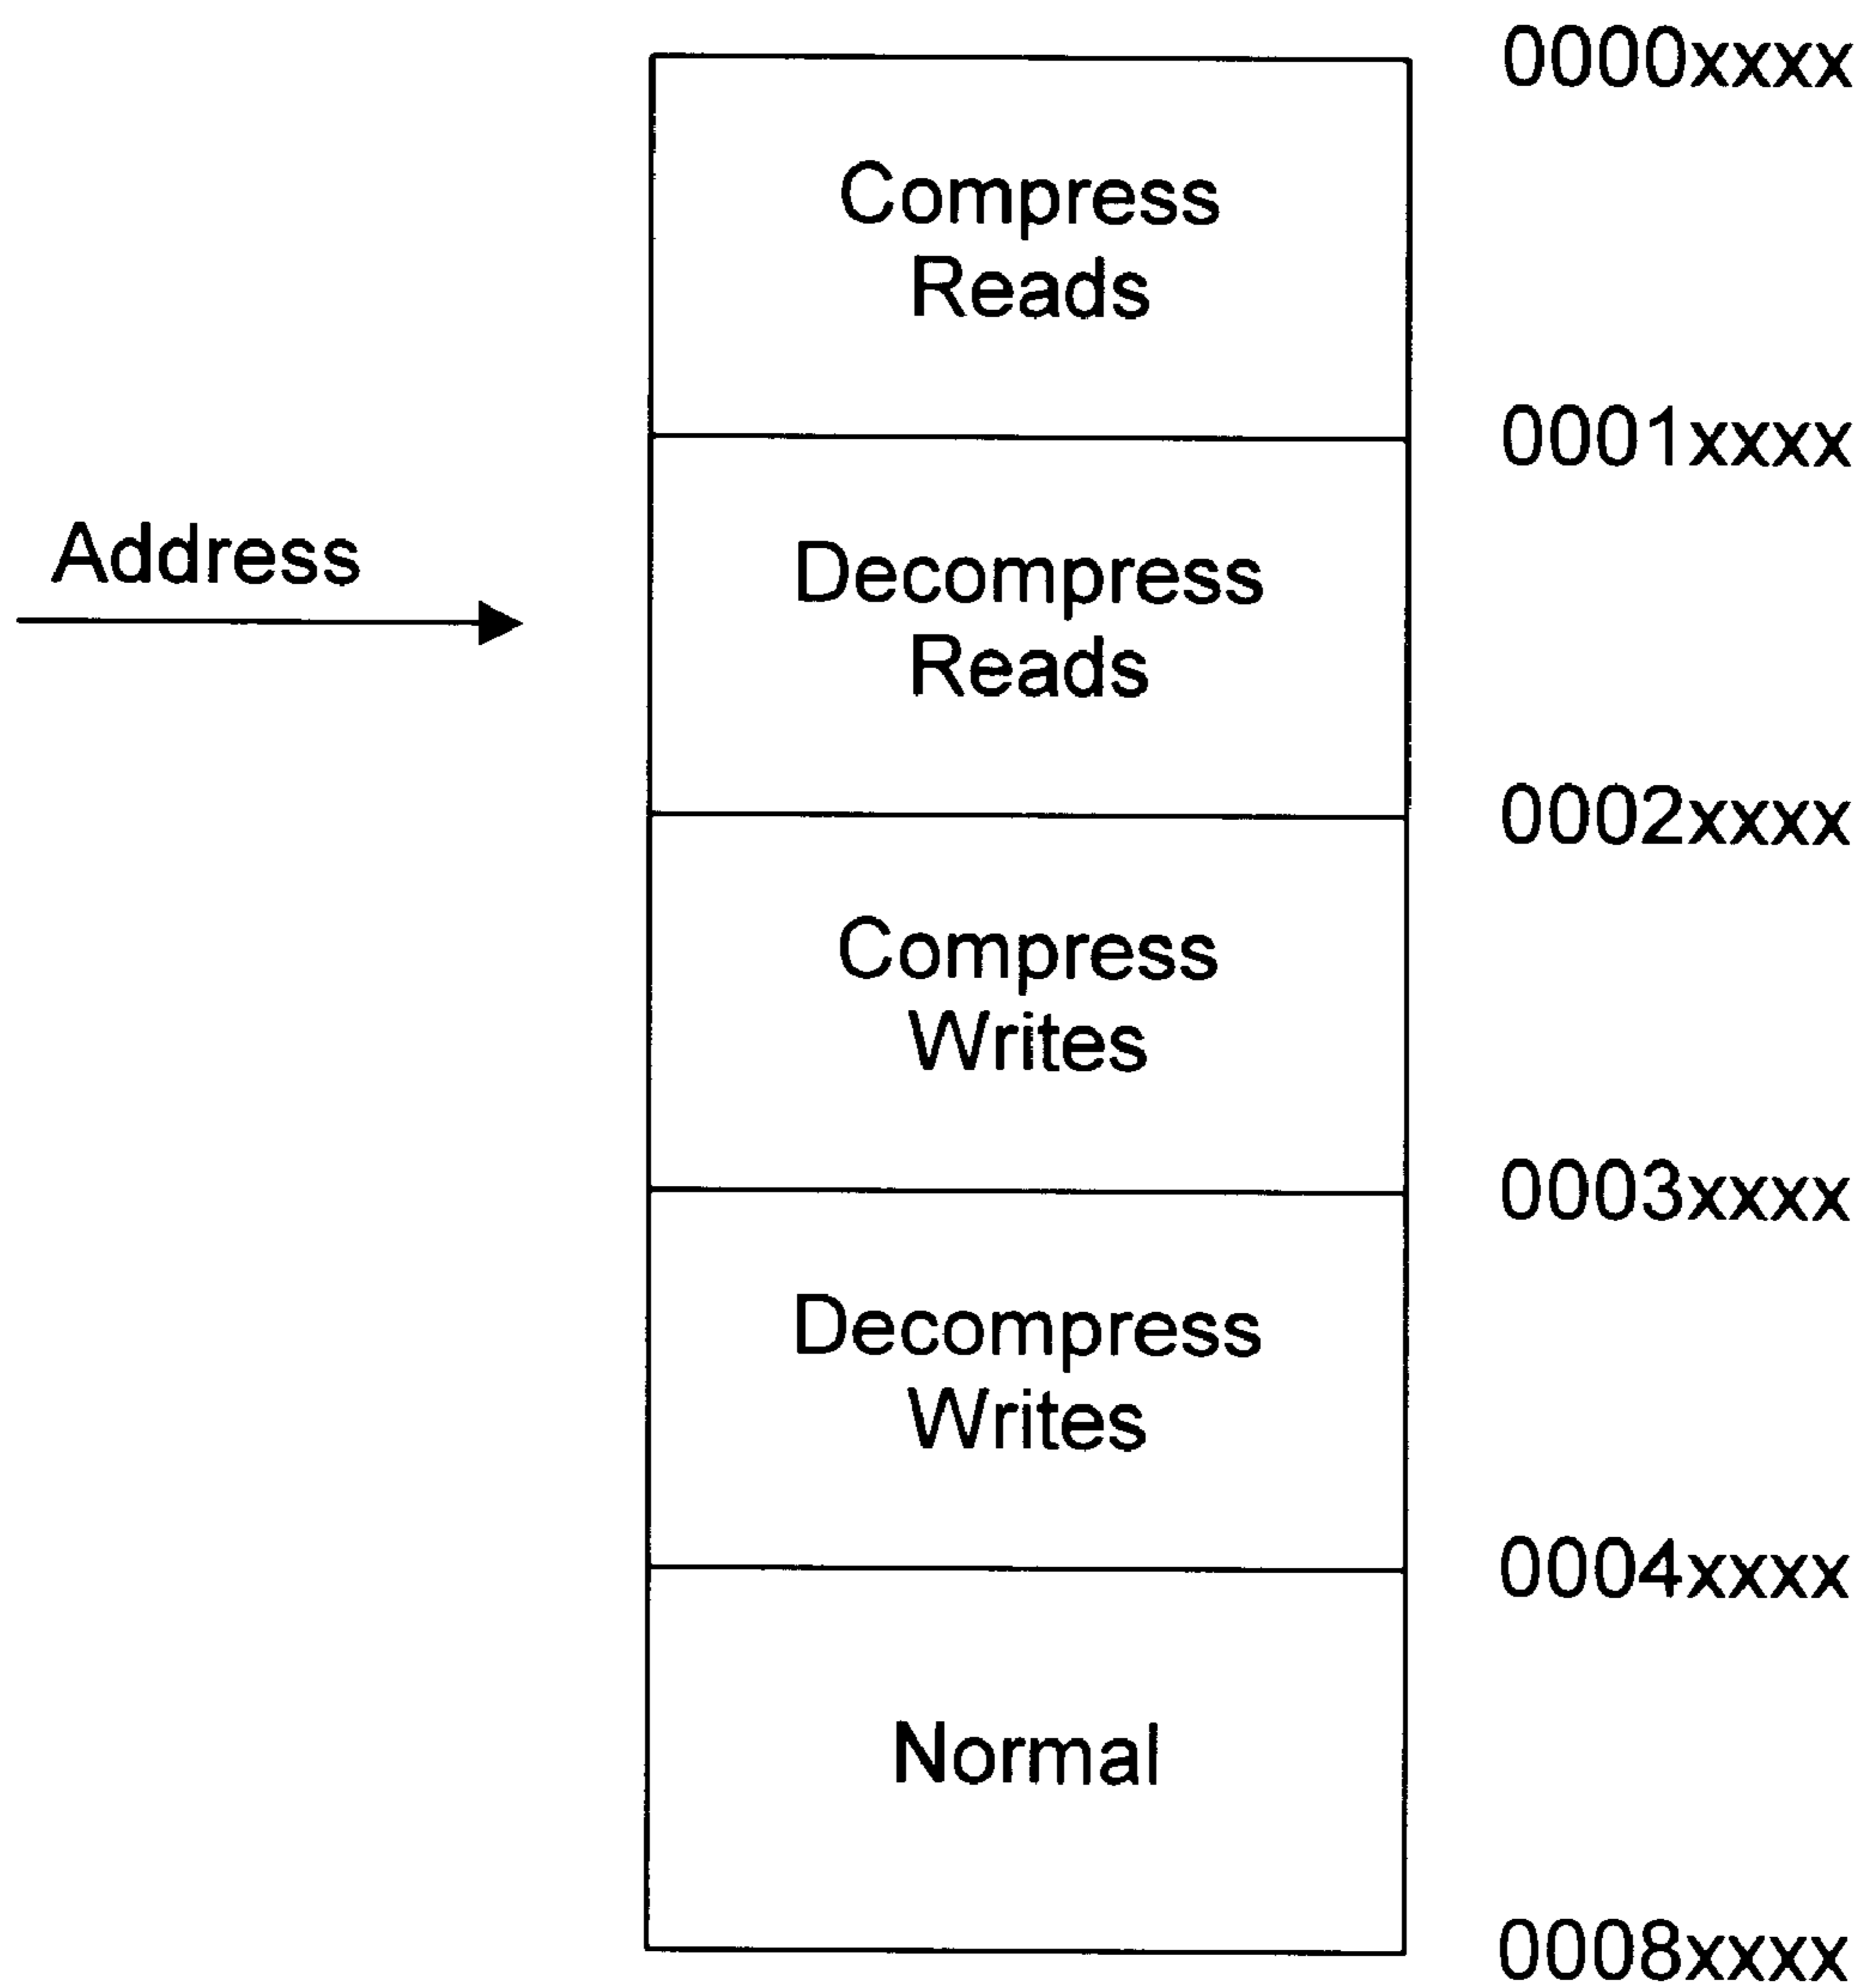 0000xxxx
Compress
Reads
0001xxxx
Address
Decompress
Reads
0002xxxx
Compress
Writes
0003xxxx
Decompress
Writes
0004xxxx
Normal
0008xxxx